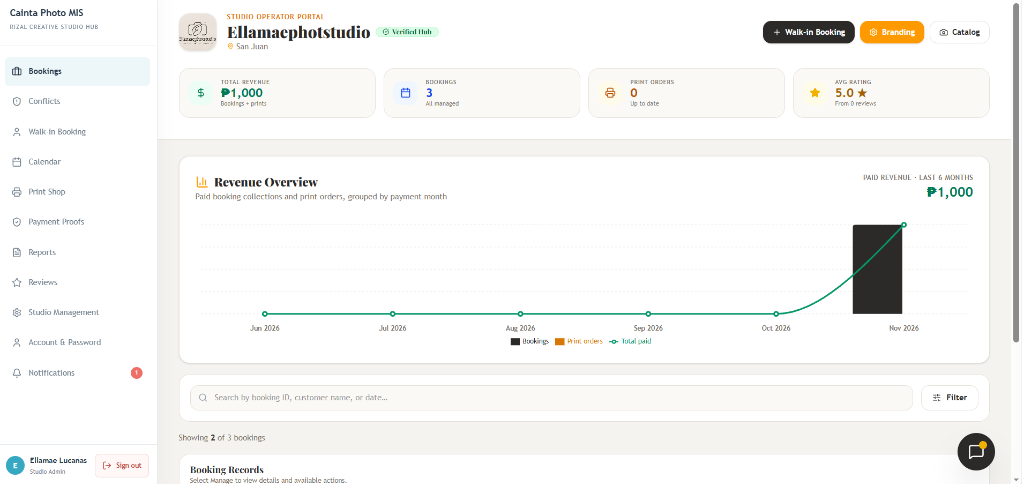 Cainta Photo MIS
RIZAL CREATIVE STUDIO HUB
Bookings
Conflicts
Walk-in Booking
Calendar
Print Shop
Payment Proofs
Reports
Reviews
Studio Management
Account & Password
Notifications
1
E
Ellamae Lucanas
Studio Admin
Sign out
STUDIO OPERATOR PORTAL
Ellamacphotstudio
Verified Hub
San Juan
Walk-in Booking
Branding
Catalog
TOTAL REVENUE
₱1,000
Bookings + prints
BOOKINGS
3
All managed
PRINT ORDERS
0
Up to date
AVG RATING
5.0 ★
From 0 reviews
Revenue Overview
Paid booking collections and print orders, grouped by payment month
PAID REVENUE · LAST 6 MONTHS
₱1,000
Jun 2026
Jul 2026
Aug 2026
Sep 2026
Oct 2026
Nov 2026
Bookings
Print orders
Total paid
Search by booking ID, customer name, or date...
Filter
Showing 2 of 3 bookings
Booking Records
Select Manage to view details and available actions.